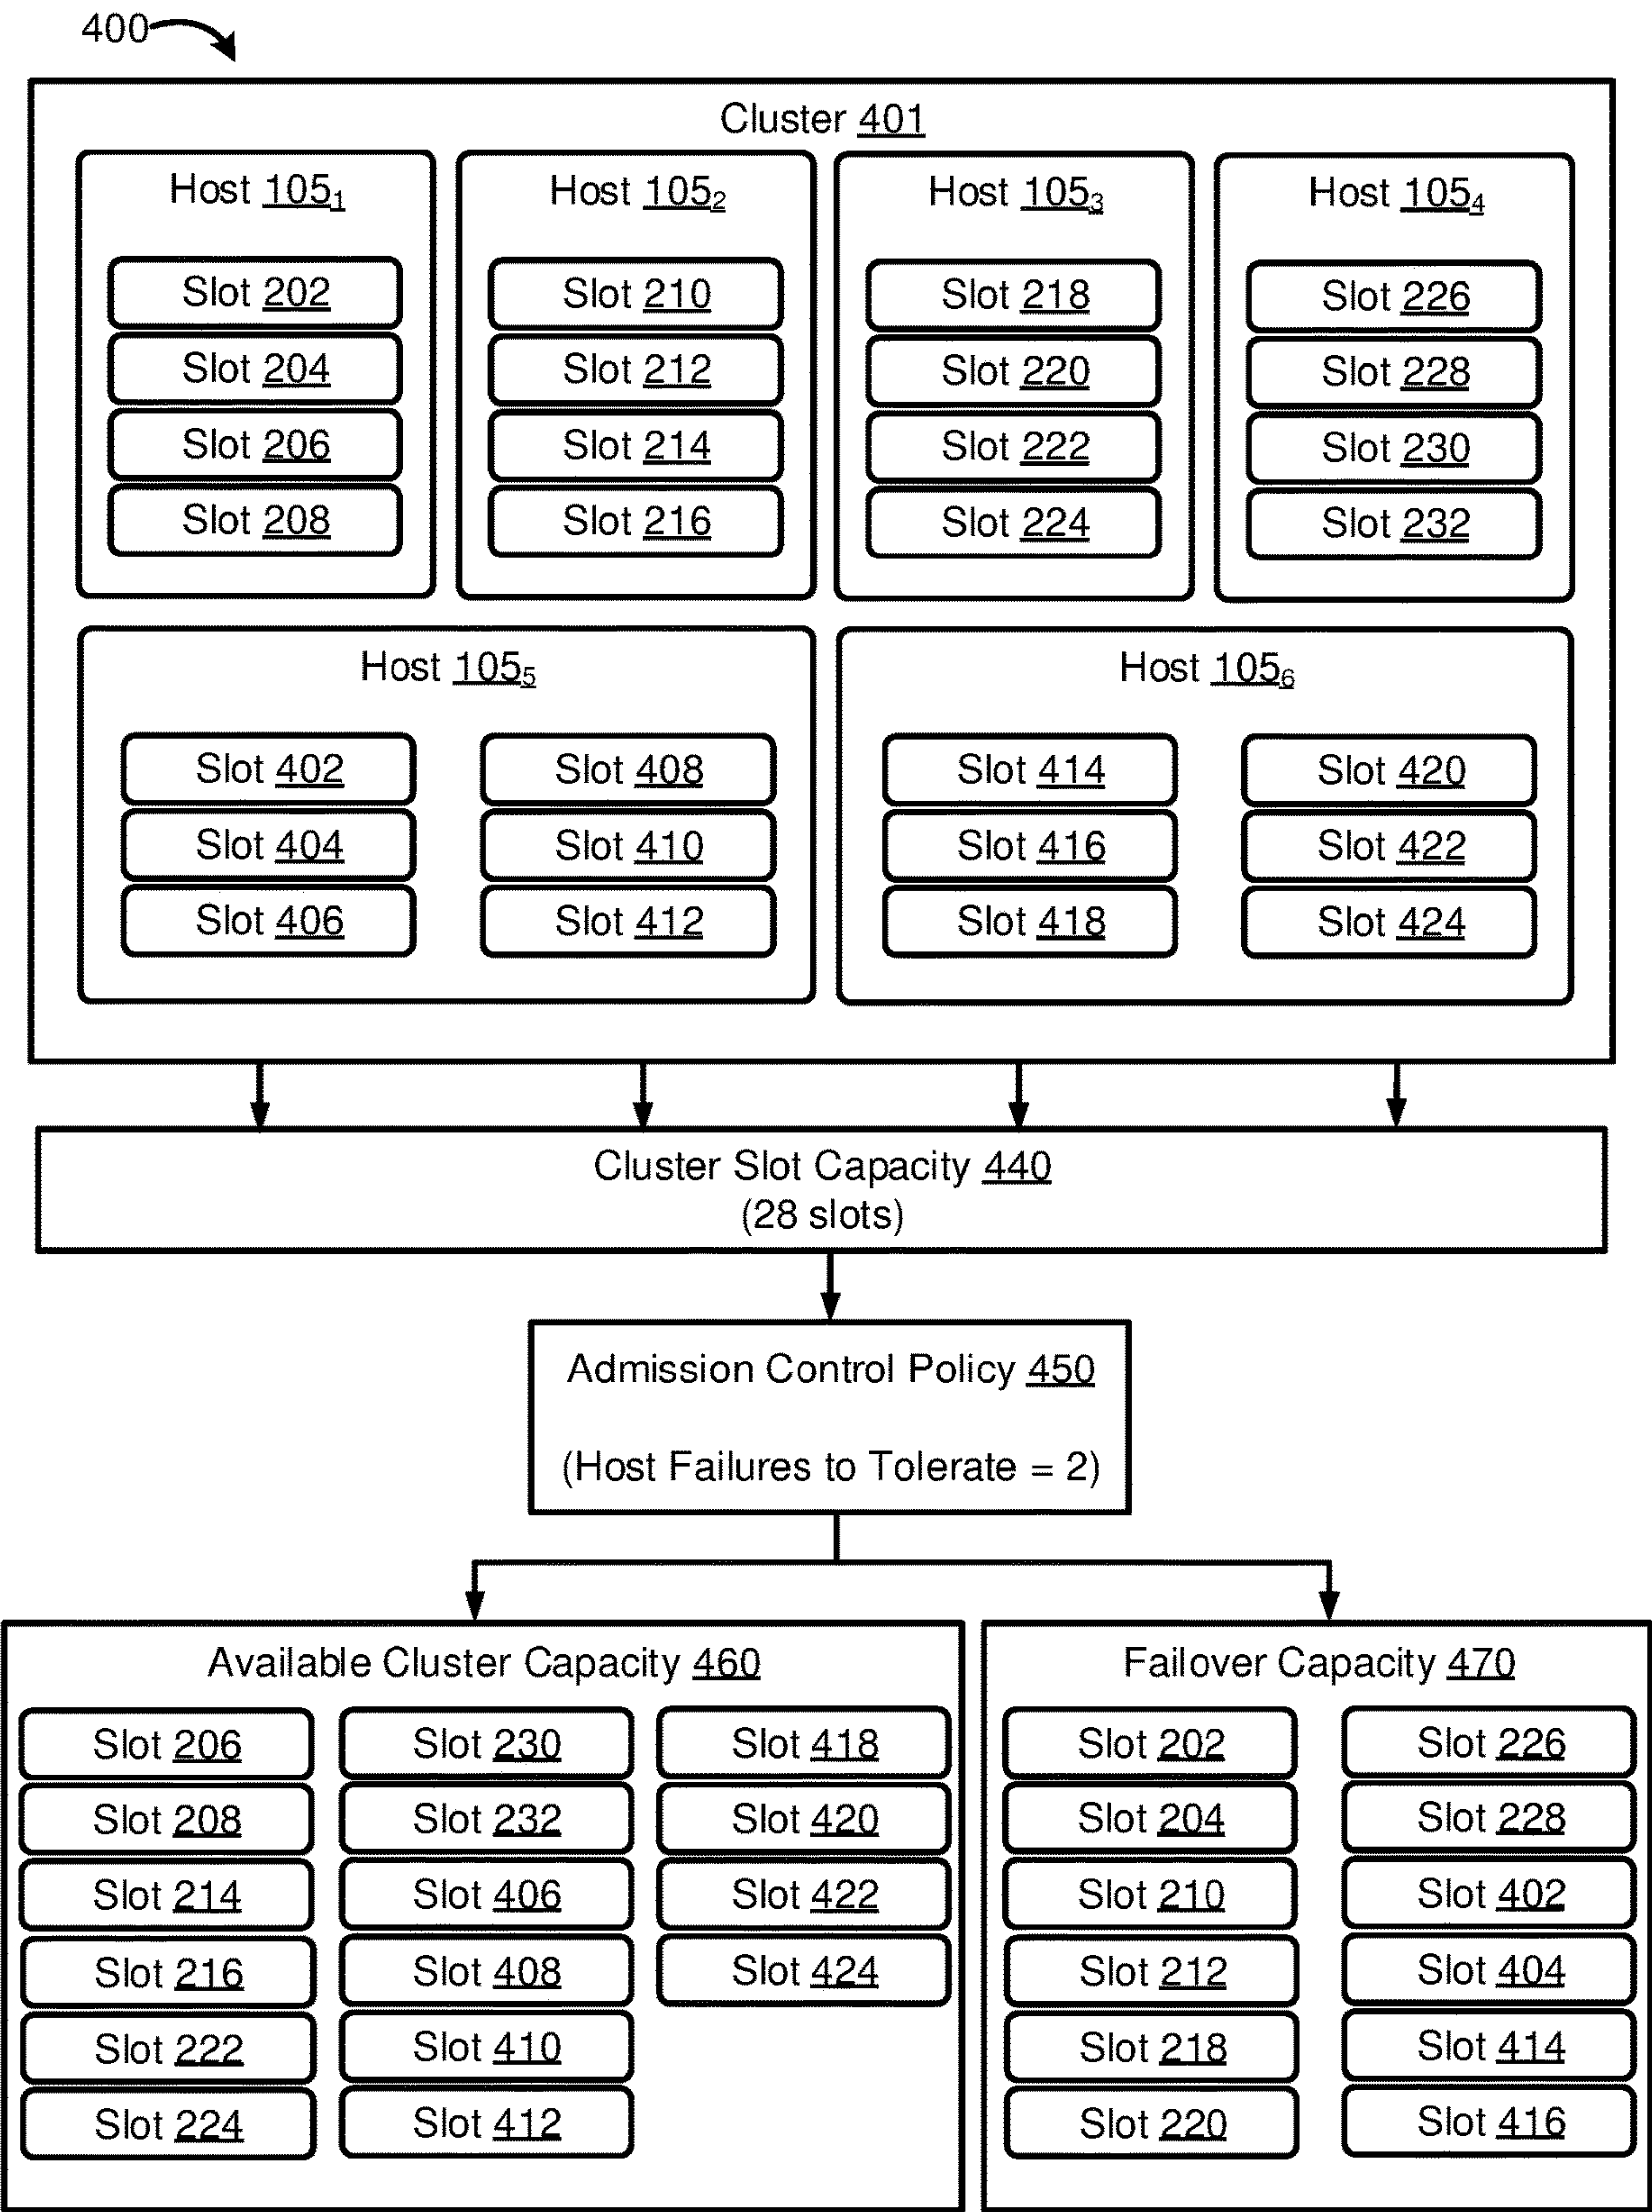 400
Cluster 401
Host 105₁ Host 105₂ Host 105₃ Host 105₄
Slot 202 Slot 210 Slot 218 Slot 226
Slot 204 Slot 212 Slot 220 Slot 228
Slot 206 Slot 214 Slot 222 Slot 230
Slot 208 Slot 216 Slot 224 Slot 232
Host 105₅ Host 105₆
Slot 402 Slot 408 Slot 414 Slot 420
Slot 404 Slot 410 Slot 416 Slot 422
Slot 406 Slot 412 Slot 418 Slot 424
Cluster Slot Capacity 440
(28 slots)
Admission Control Policy 450
(Host Failures to Tolerate = 2)
Available Cluster Capacity 460 Failover Capacity 470
Slot 206 Slot 230 Slot 418 Slot 202 Slot 226
Slot 208 Slot 232 Slot 420 Slot 204 Slot 228
Slot 214 Slot 406 Slot 422 Slot 210 Slot 402
Slot 216 Slot 408 Slot 424 Slot 212 Slot 404
Slot 222 Slot 410 Slot 218 Slot 414
Slot 224 Slot 412 Slot 220 Slot 416